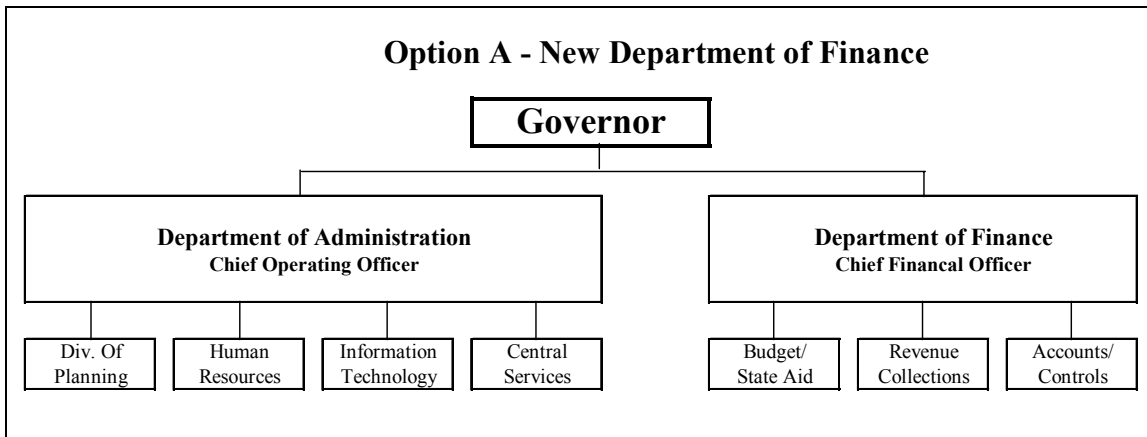 Option A - New Department of Finance
Governor
Department of Administration
Chief Operating Officer
Department of Finance
Chief Financal Officer
Div. Of
Planning
Human
Resources
Information
Technology
Central
Services
Budget/
State Aid
Revenue
Collections
Accounts/
Controls